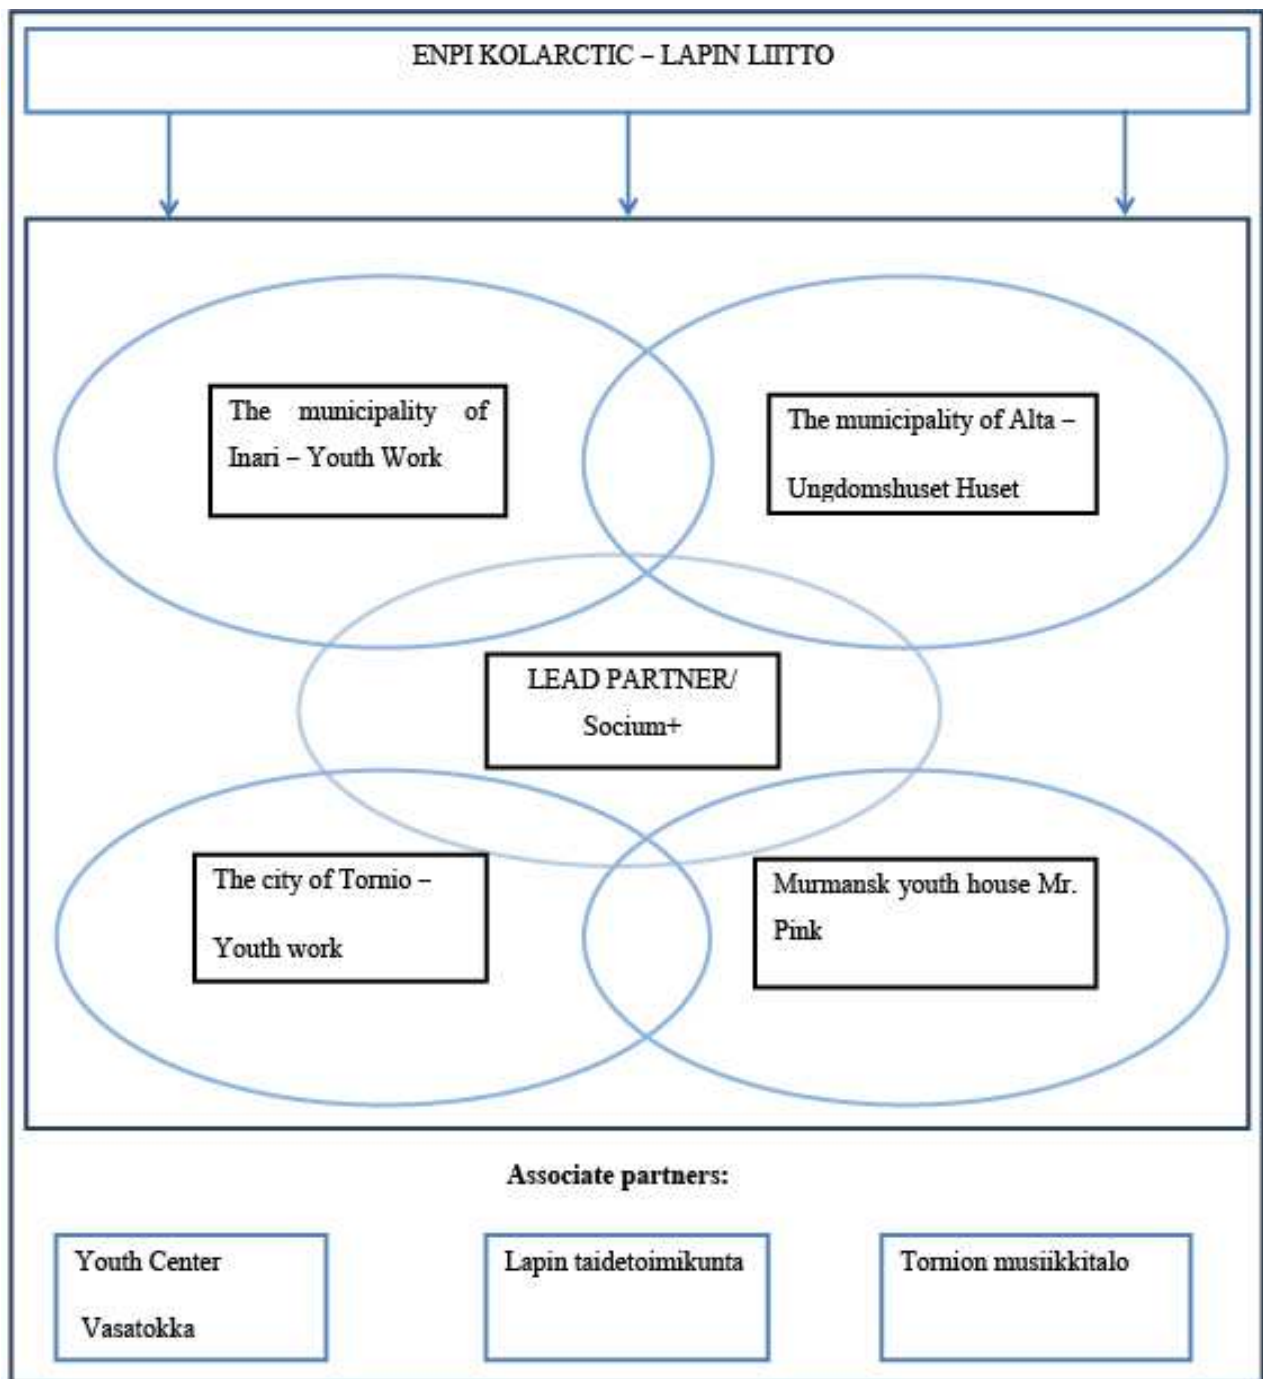 ENPI KOLARCTIC – LAPIN LIITTO
The municipality of
Inari – Youth Work
The municipality of Alta –
Ungdomshuset Huset
LEAD PARTNER/
Socium+
The city of Tornio –
Youth work
Murmansk youth house Mr.
Pink
Associate partners:
Youth Center
Vasatokka
Lapin taidetoimikunta
Tornion musiikkitalo